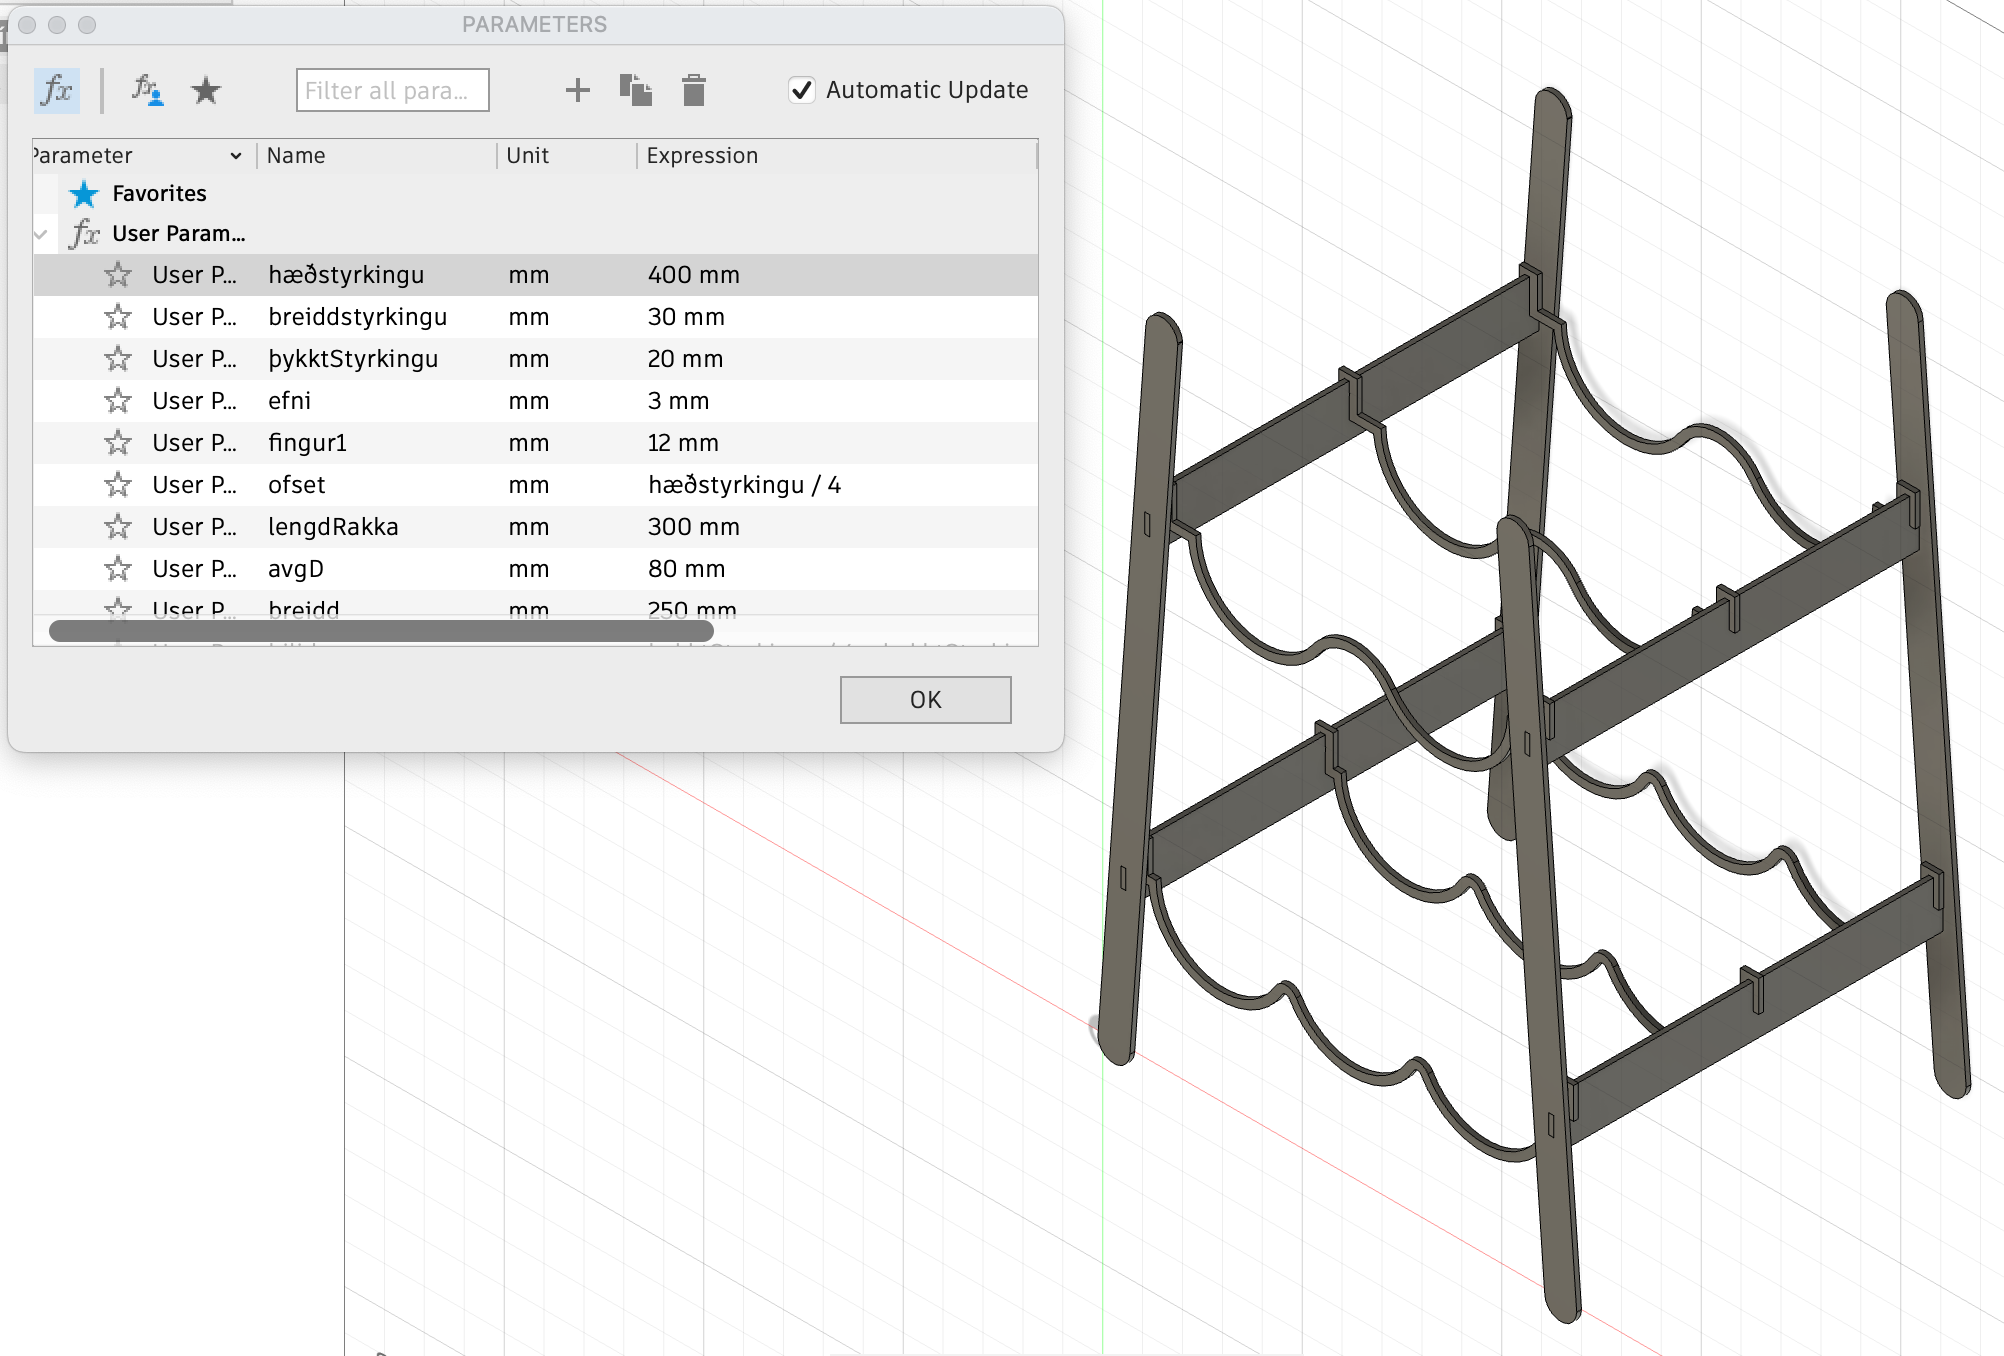 PARAMETERS
fx fx Filter all para... Automatic Update
Parameter Name Unit Expression
Favorites
fx User Param...
User P... hæðstyrkingu mm 400 mm
User P... breiddstyrkingu mm 30 mm
User P... þykktStyrkingu mm 20 mm
User P... efni mm 3 mm
User P... fingur1 mm 12 mm
User P... ofset mm hæðstyrkingu / 4
User P... lengdRakka mm 300 mm
User P... avgD mm 80 mm
User P... breidd mm 250 mm
OK